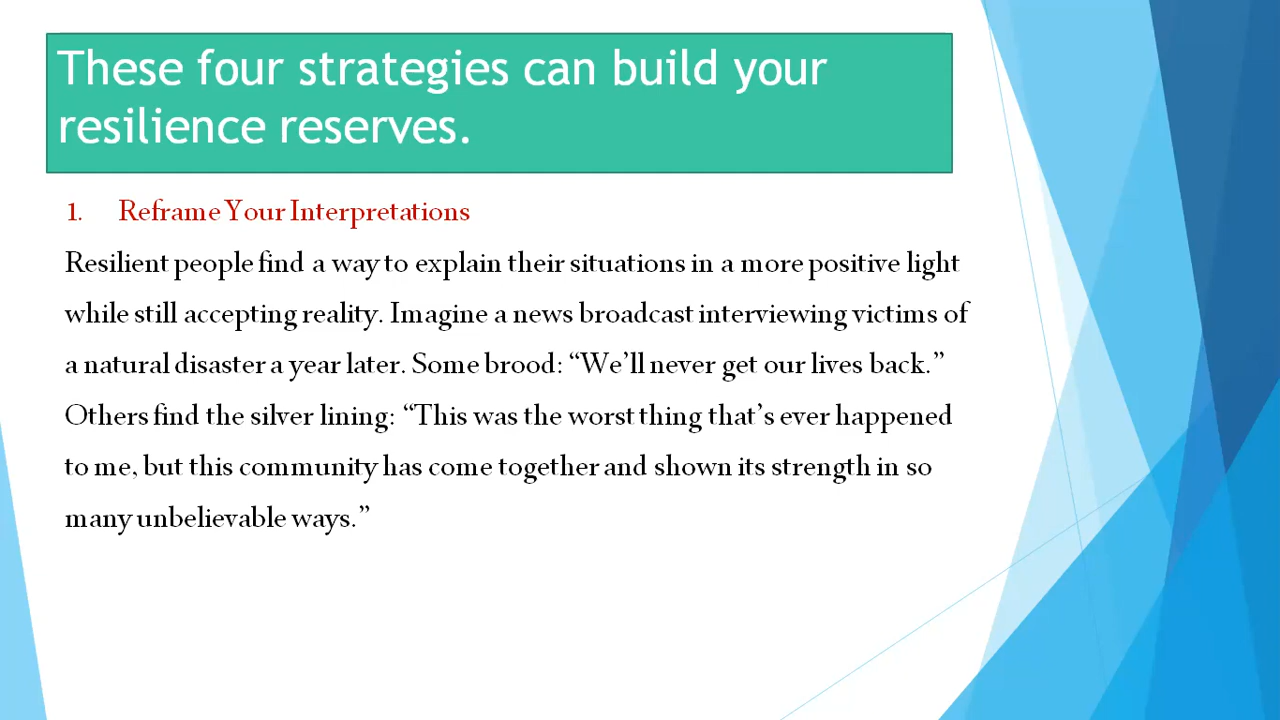 These four strategies can build your
resilience reserves.
1. Reframe Your Interpretations
Resilient people find a way to explain their situations in a more positive light
while still accepting reality. Imagine a news broadcast interviewing victims of
a natural disaster a year later. Some brood: “We’ll never get our lives back.”
Others find the silver lining: “This was the worst thing that’s ever happened
to me, but this community has come together and shown its strength in so
many unbelievable ways.”